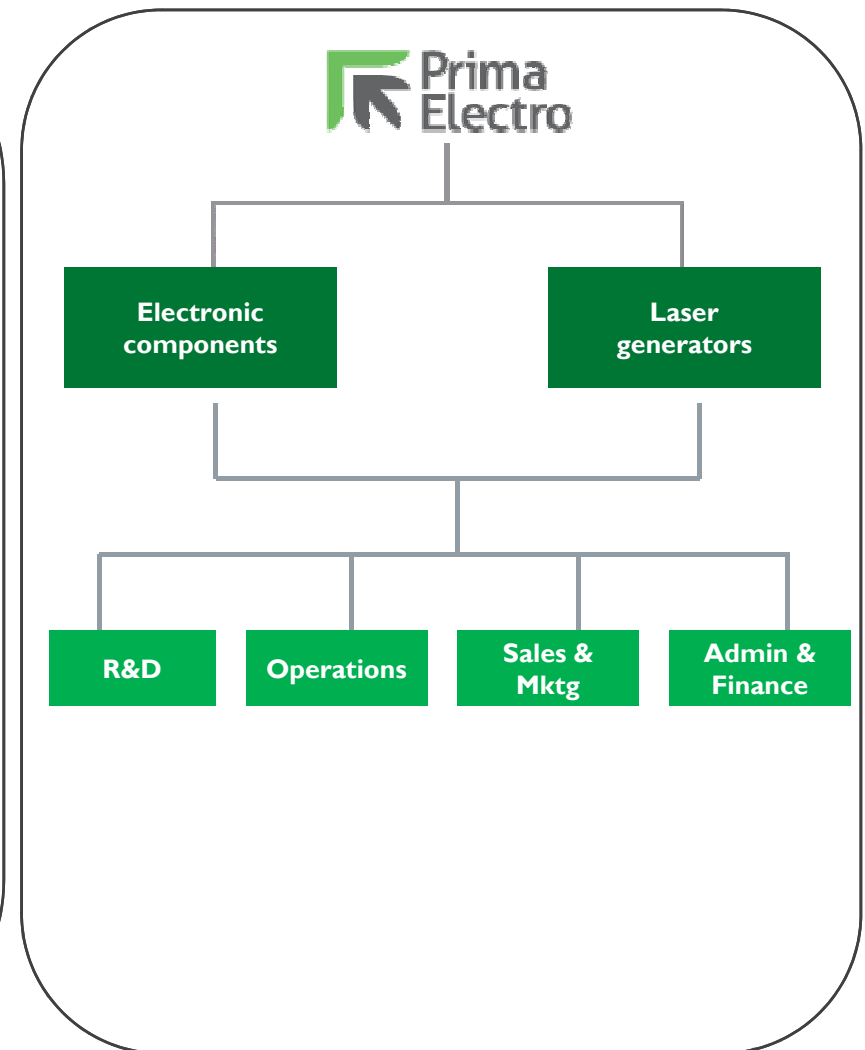 Prima
Electro
Electronic
components
Laser
generators
R&D
Operations
Sales &
Mktg
Admin &
Finance